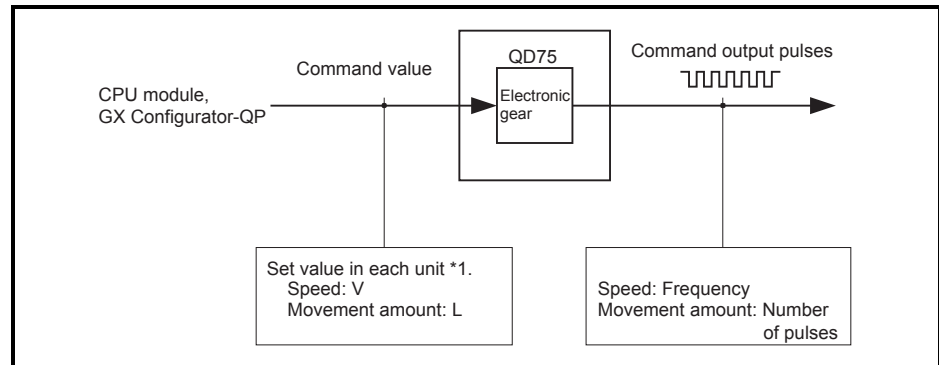 QD75
Command output pulses
Command value
CPU module,
GX Configurator-QP
Electronic
gear
Set value in each unit *1.
Speed: V
Movement amount: L
Speed: Frequency
Movement amount: Number
of pulses